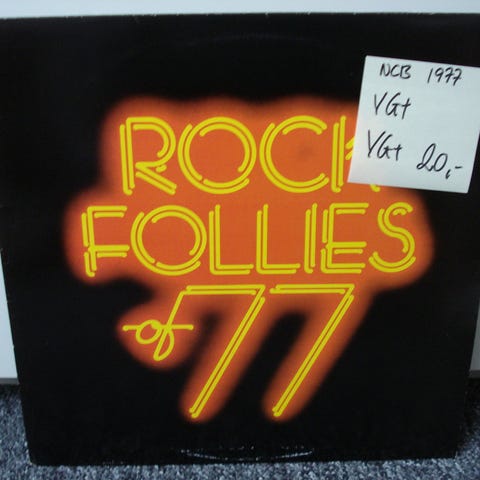 ROCK
FOLLIES
of 77
NCB 1977
VG+
VG+ 20,-